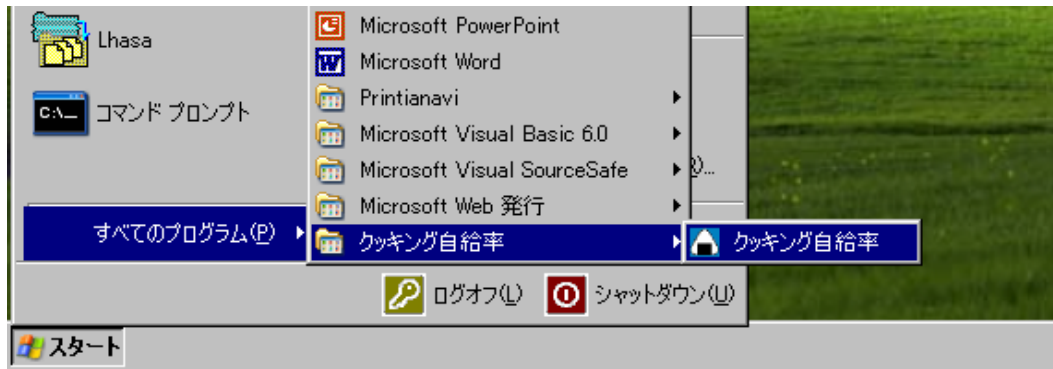 Lhasa
C:\_
コマンド プロンプト
すべてのプログラム(P)
Microsoft PowerPoint
Microsoft Word
Printianavi
Microsoft Visual Basic 6.0
Microsoft Visual SourceSafe
Microsoft Web 発行
クッキング自給率
クッキング自給率
ログオフ(L)
シャットダウン(U)
スタート